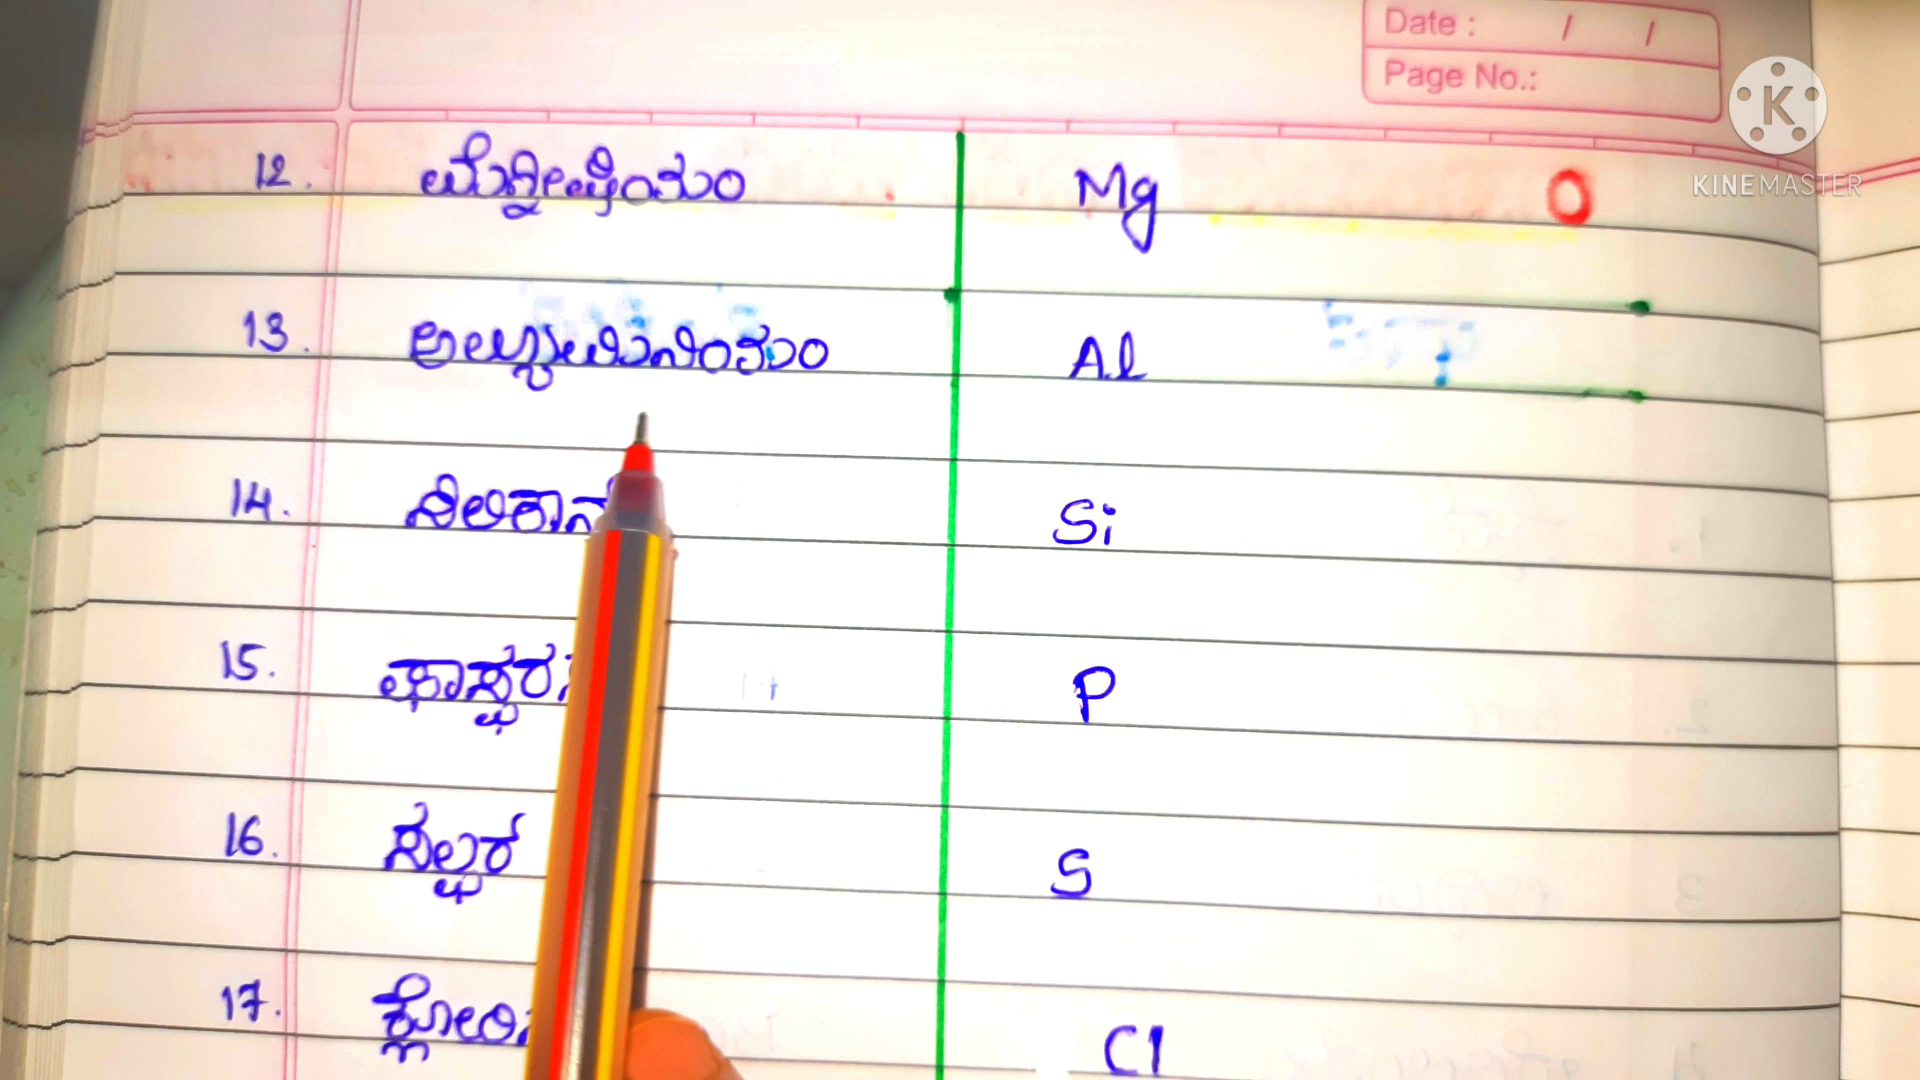 Date : / /
Page No.:
K
KINEMASTER
12. ಮೆಗ್ನೀಷಿಯಂ Mg
13. ಅಲ್ಯುಮಿನಿಯಂ Al
14. ಸಿಲಿಕಾನ್ Si
15. P
16. ಸಲ್ಫರ್ S
17. Cl